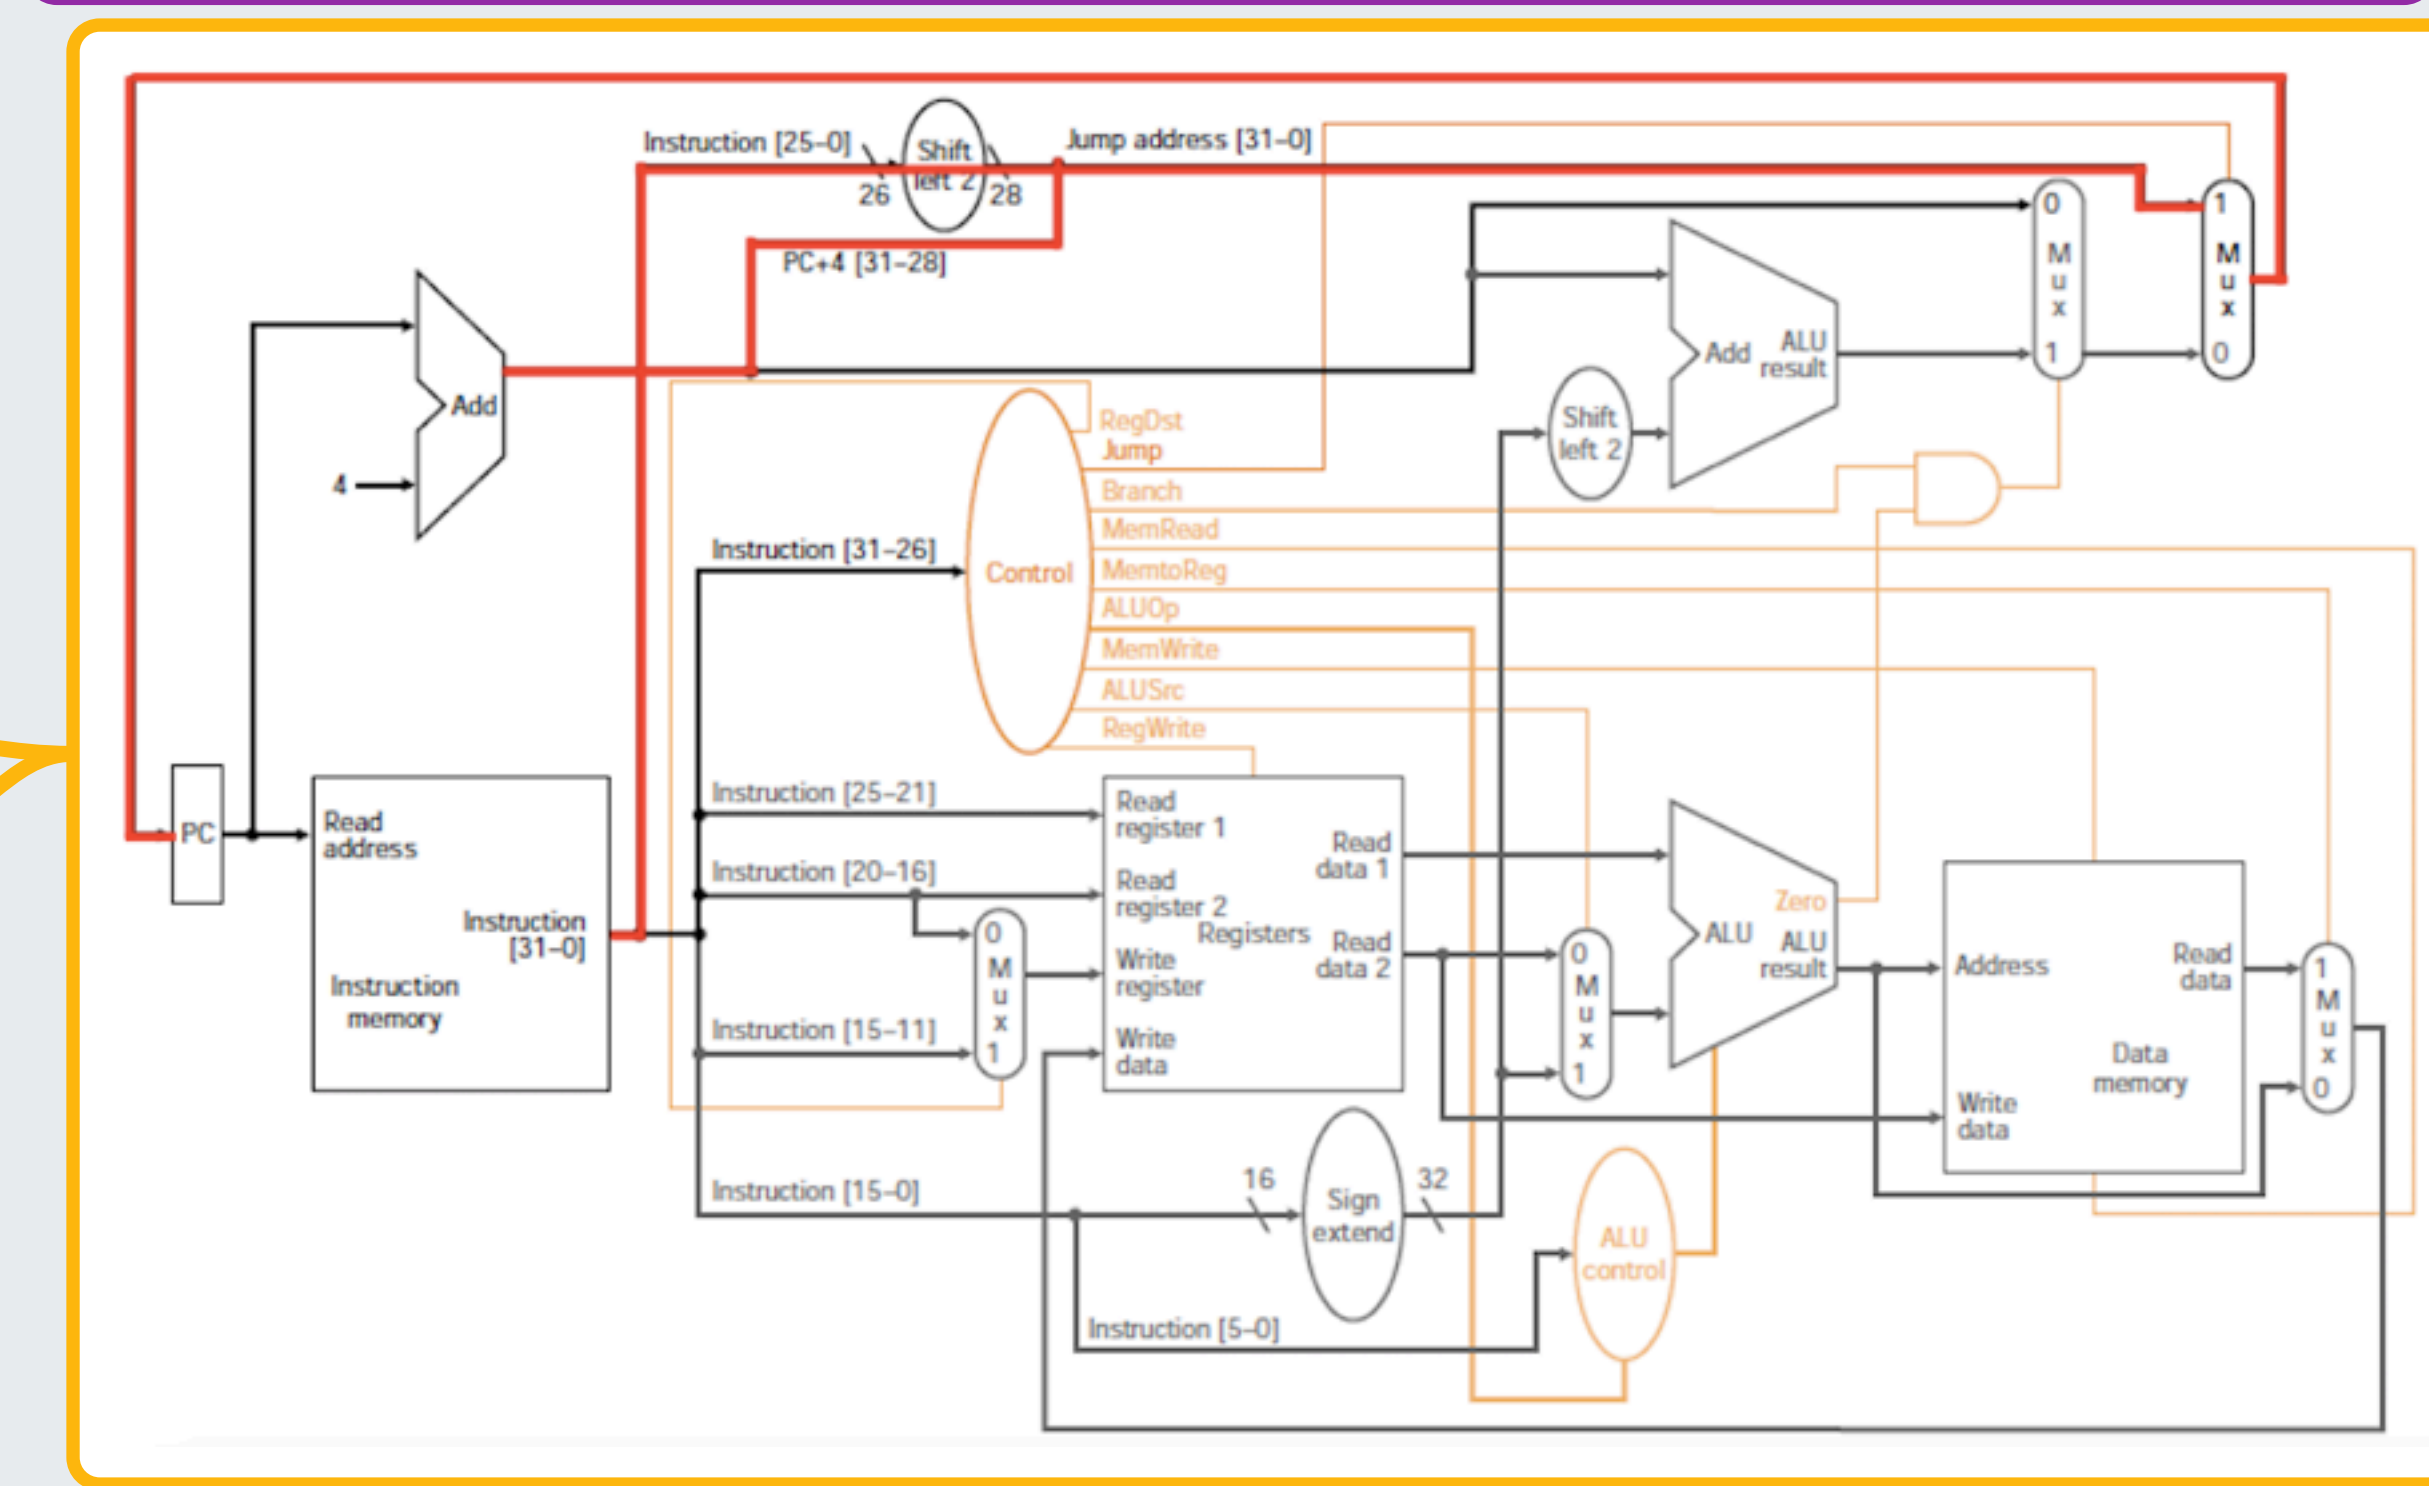 Instruction [25–0]
Shift
left 2
Jump address [31–0]
26
28
PC+4 [31–28]
Add
4
0
M
u
x
1
1
M
u
x
0
Add
ALU
result
Shift
left 2
RegDst
Jump
Branch
MemRead
MemtoReg
ALUOp
MemWrite
ALUSrc
RegWrite
Instruction [31–26]
Control
PC
Read
address
Instruction
[31–0]
Instruction
memory
Instruction [25–21]
Instruction [20–16]
Instruction [15–11]
Instruction [15–0]
0
M
u
x
1
Read
register 1
Read
register 2
Write
register
Write
data
Registers
Read
data 1
Read
data 2
0
M
u
x
1
Zero
ALU
ALU
result
Address
Read
data
Data
memory
Write
data
1
M
u
x
0
16
Sign
extend
32
ALU
control
Instruction [5–0]